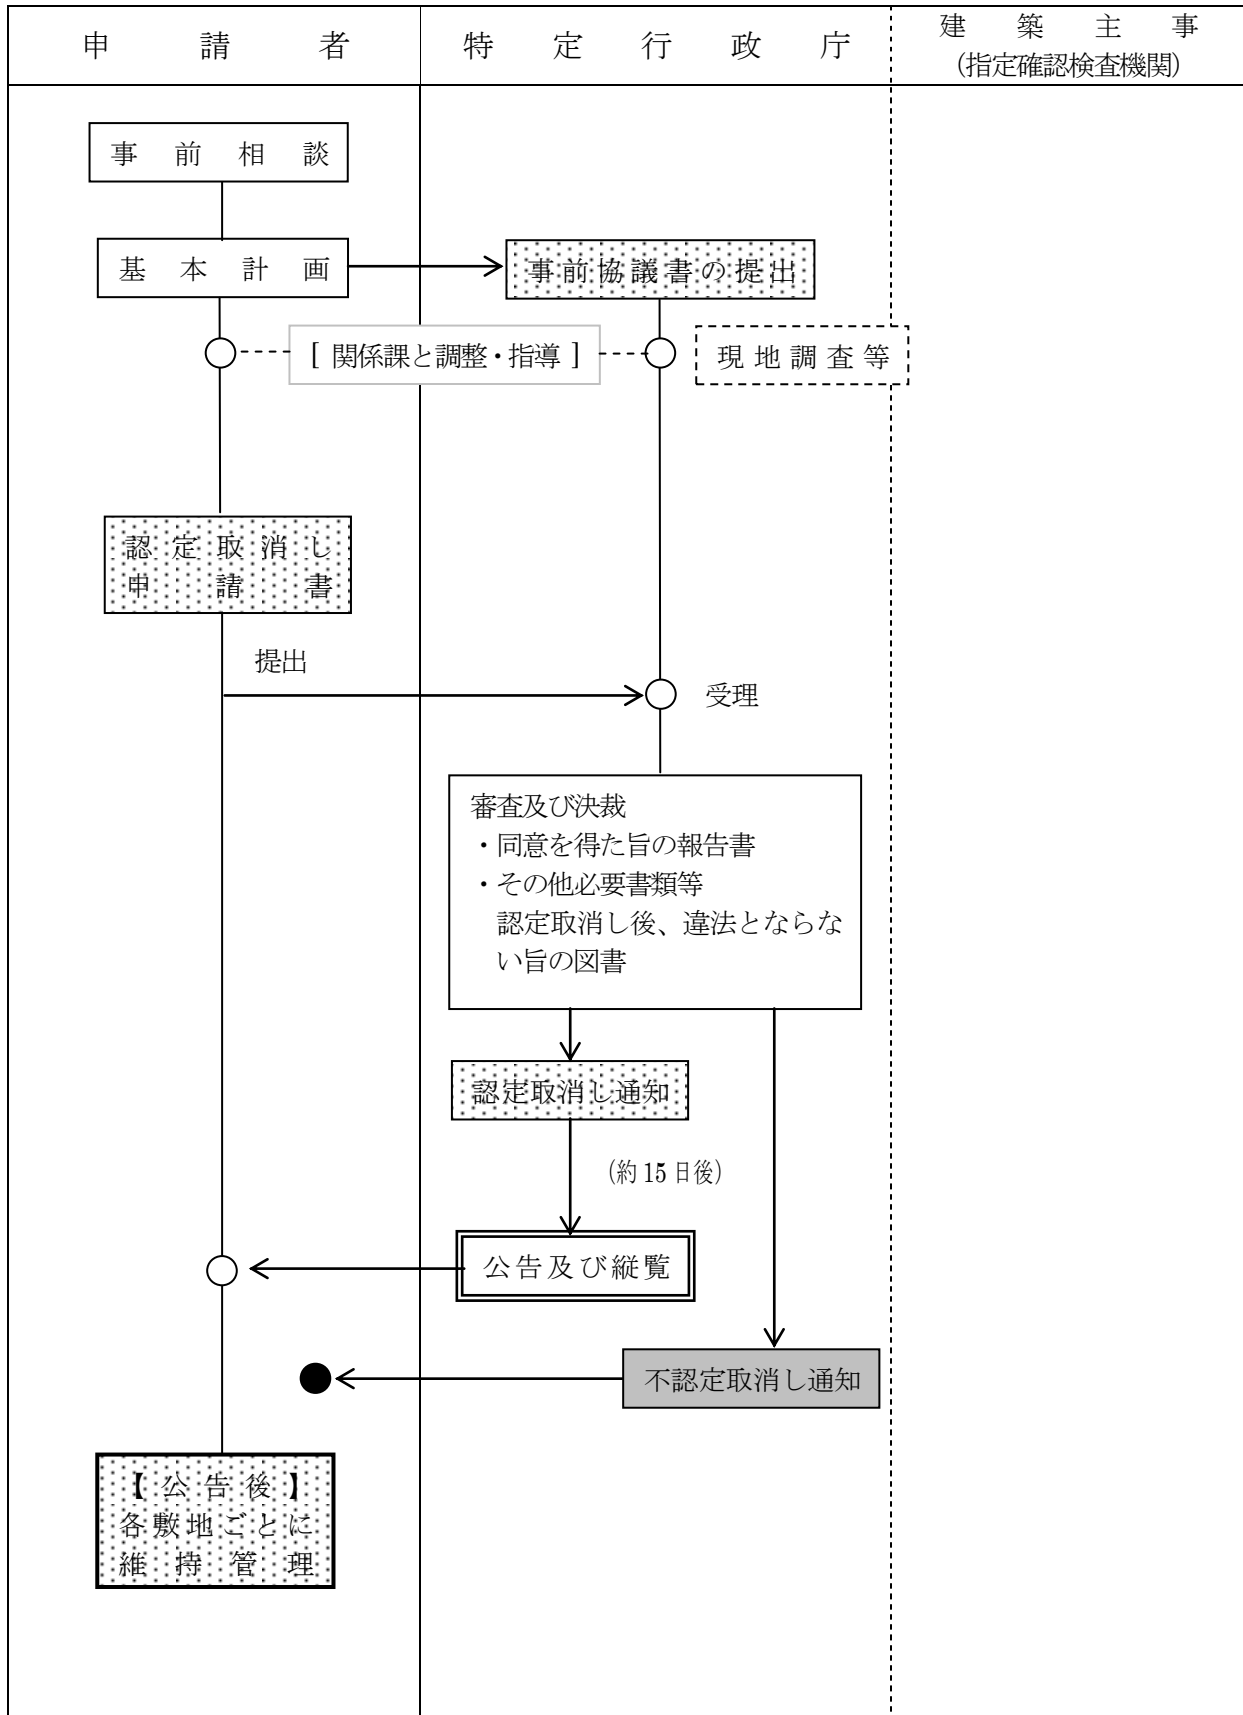 申請者
特定行政庁
建築主事
(指定確認検査機関)
事前相談
基本計画
事前協議書の提出
[ 関係課と調整・指導 ]
現地調査等
認定取消し
申請書
提出
受理
審査及び決裁
・同意を得た旨の報告書
・その他必要書類等
認定取消し後、違法とならな
い旨の図書
認定取消し通知
(約15日後)
公告及び縦覧
不認定取消し通知
【公告後】
各敷地ごとに
維持管理